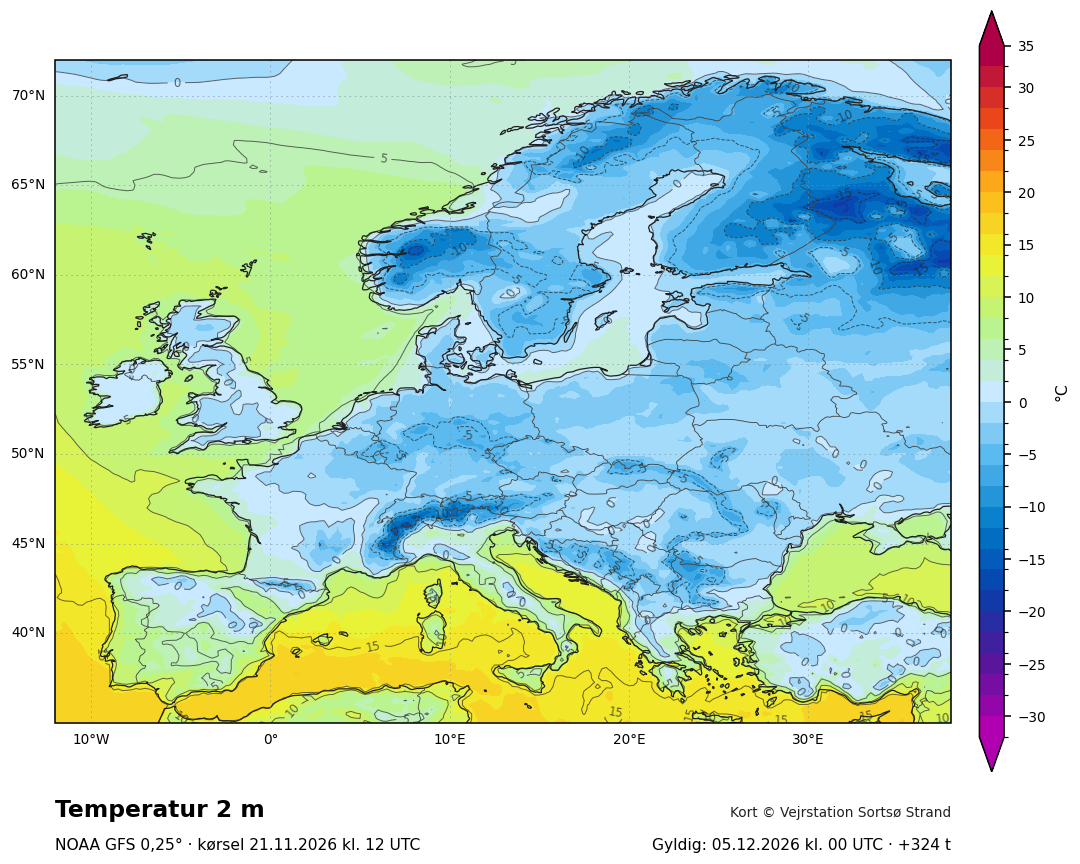 35
30
25
20
15
10
5
0
−5
−10
−15
−20
−25
−30
°C
70°N
65°N
60°N
55°N
50°N
45°N
40°N
10°W
0°
10°E
20°E
30°E
Temperatur 2 m
Kort © Vejrstation Sortsø Strand
NOAA GFS 0,25° · kørsel 21.11.2026 kl. 12 UTC
Gyldig: 05.12.2026 kl. 00 UTC · +324 t